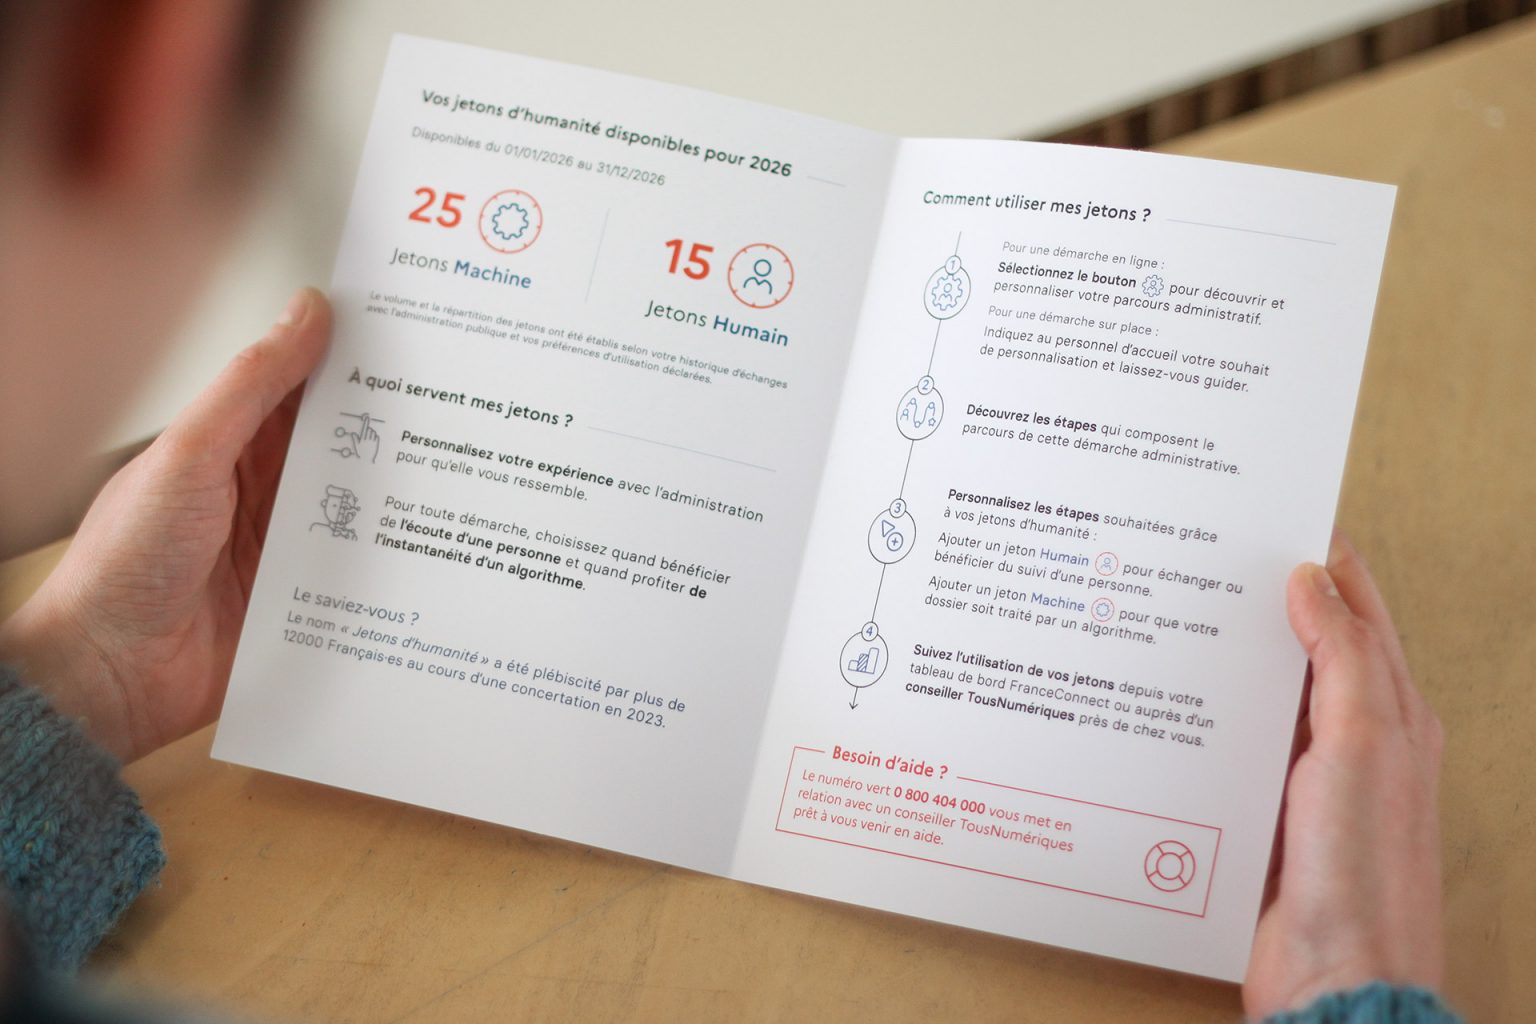 Vos jetons d'humanité disponibles pour 2026
Disponibles du 01/01/2026 au 31/12/2026
25
Jetons Machine
15
Jetons Humain
Le volume et la répartition des jetons ont été établis selon votre historique d'échanges
avec l'administration publique et vos préférences d'utilisation déclarées.
À quoi servent mes jetons ?
Personnalisez votre expérience avec l'administration
pour qu'elle vous ressemble.
Pour toute démarche, choisissez quand bénéficier
de l'écoute d'une personne et quand profiter de
l'instantanéité d'un algorithme.
Le saviez-vous ?
Le nom « Jetons d'humanité » a été plébiscité par plus de
12000 Français·es au cours d'une concertation en 2023.
Comment utiliser mes jetons ?
1
Pour une démarche en ligne :
Sélectionnez le bouton pour découvrir et
personnaliser votre parcours administratif.
Pour une démarche sur place :
Indiquez au personnel d'accueil votre souhait
de personnalisation et laissez-vous guider.
2
Découvrez les étapes qui composent le
parcours de cette démarche administrative.
3
Personnalisez les étapes souhaitées grâce
à vos jetons d'humanité :
Ajouter un jeton Humain pour échanger ou
bénéficier du suivi d'une personne.
Ajouter un jeton Machine pour que votre
dossier soit traité par un algorithme.
4
Suivez l'utilisation de vos jetons depuis votre
tableau de bord FranceConnect ou auprès d'un
conseiller TousNumériques près de chez vous.
Besoin d'aide ?
Le numéro vert 0 800 404 000 vous met en
relation avec un conseiller TousNumériques
prêt à vous venir en aide.